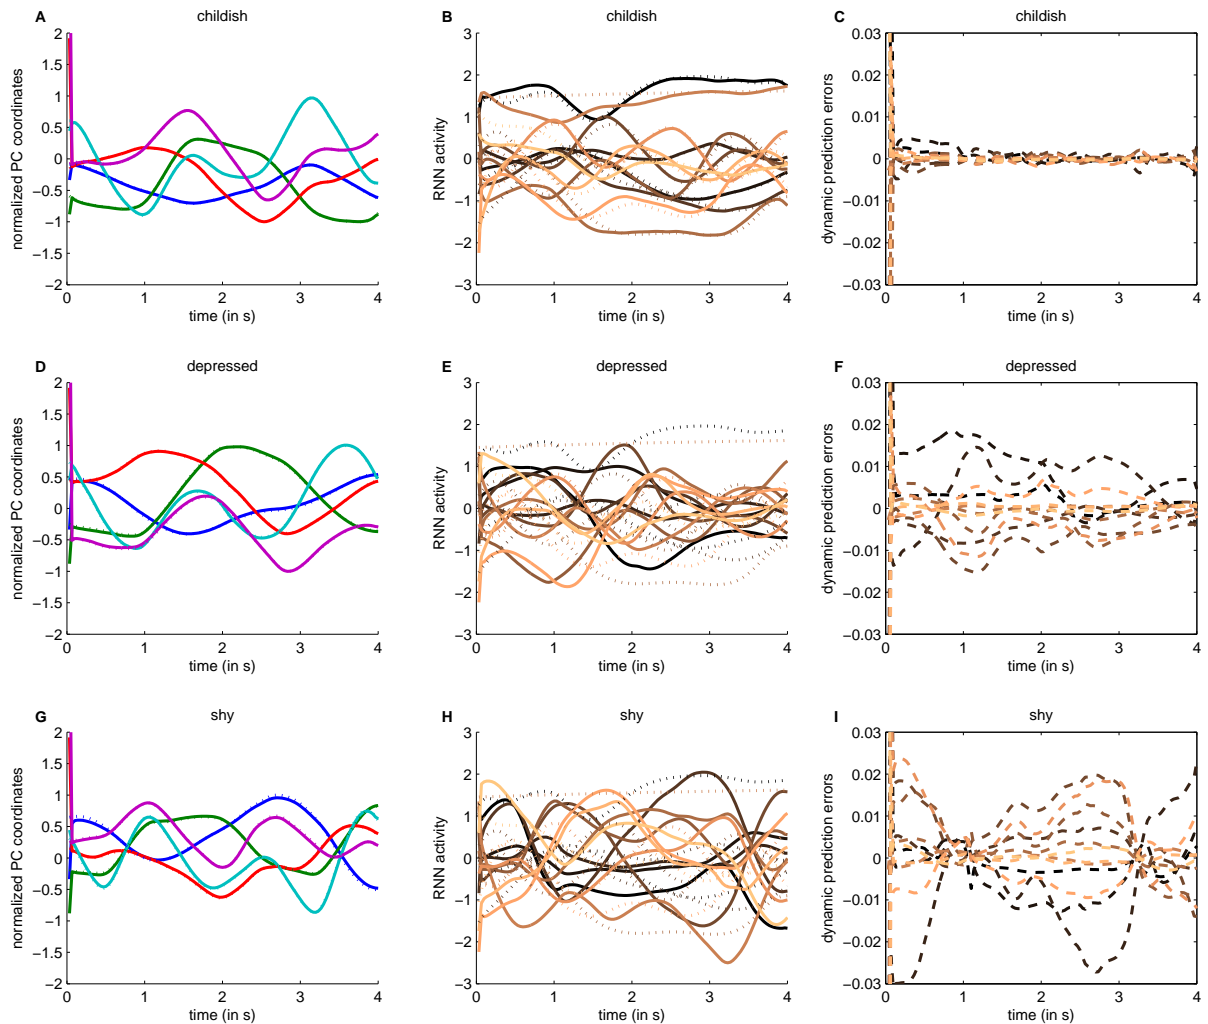 A childish
normalized PC coordinates
2
1.5
1
0.5
0
−0.5
−1
−1.5
−2
0 1 2 3 4
time (in s)
B childish
RNN activity
3
2
1
0
−1
−2
−3
0 1 2 3 4
time (in s)
C childish
dynamic prediction errors
0.03
0.02
0.01
0
−0.01
−0.02
−0.03
0 1 2 3 4
time (in s)
D depressed
normalized PC coordinates
2
1.5
1
0.5
0
−0.5
−1
−1.5
−2
0 1 2 3 4
time (in s)
E depressed
RNN activity
3
2
1
0
−1
−2
−3
0 1 2 3 4
time (in s)
F depressed
dynamic prediction errors
0.03
0.02
0.01
0
−0.01
−0.02
−0.03
0 1 2 3 4
time (in s)
G shy
normalized PC coordinates
2
1.5
1
0.5
0
−0.5
−1
−1.5
−2
0 1 2 3 4
time (in s)
H shy
RNN activity
3
2
1
0
−1
−2
−3
0 1 2 3 4
time (in s)
I shy
dynamic prediction errors
0.03
0.02
0.01
0
−0.01
−0.02
−0.03
0 1 2 3 4
time (in s)